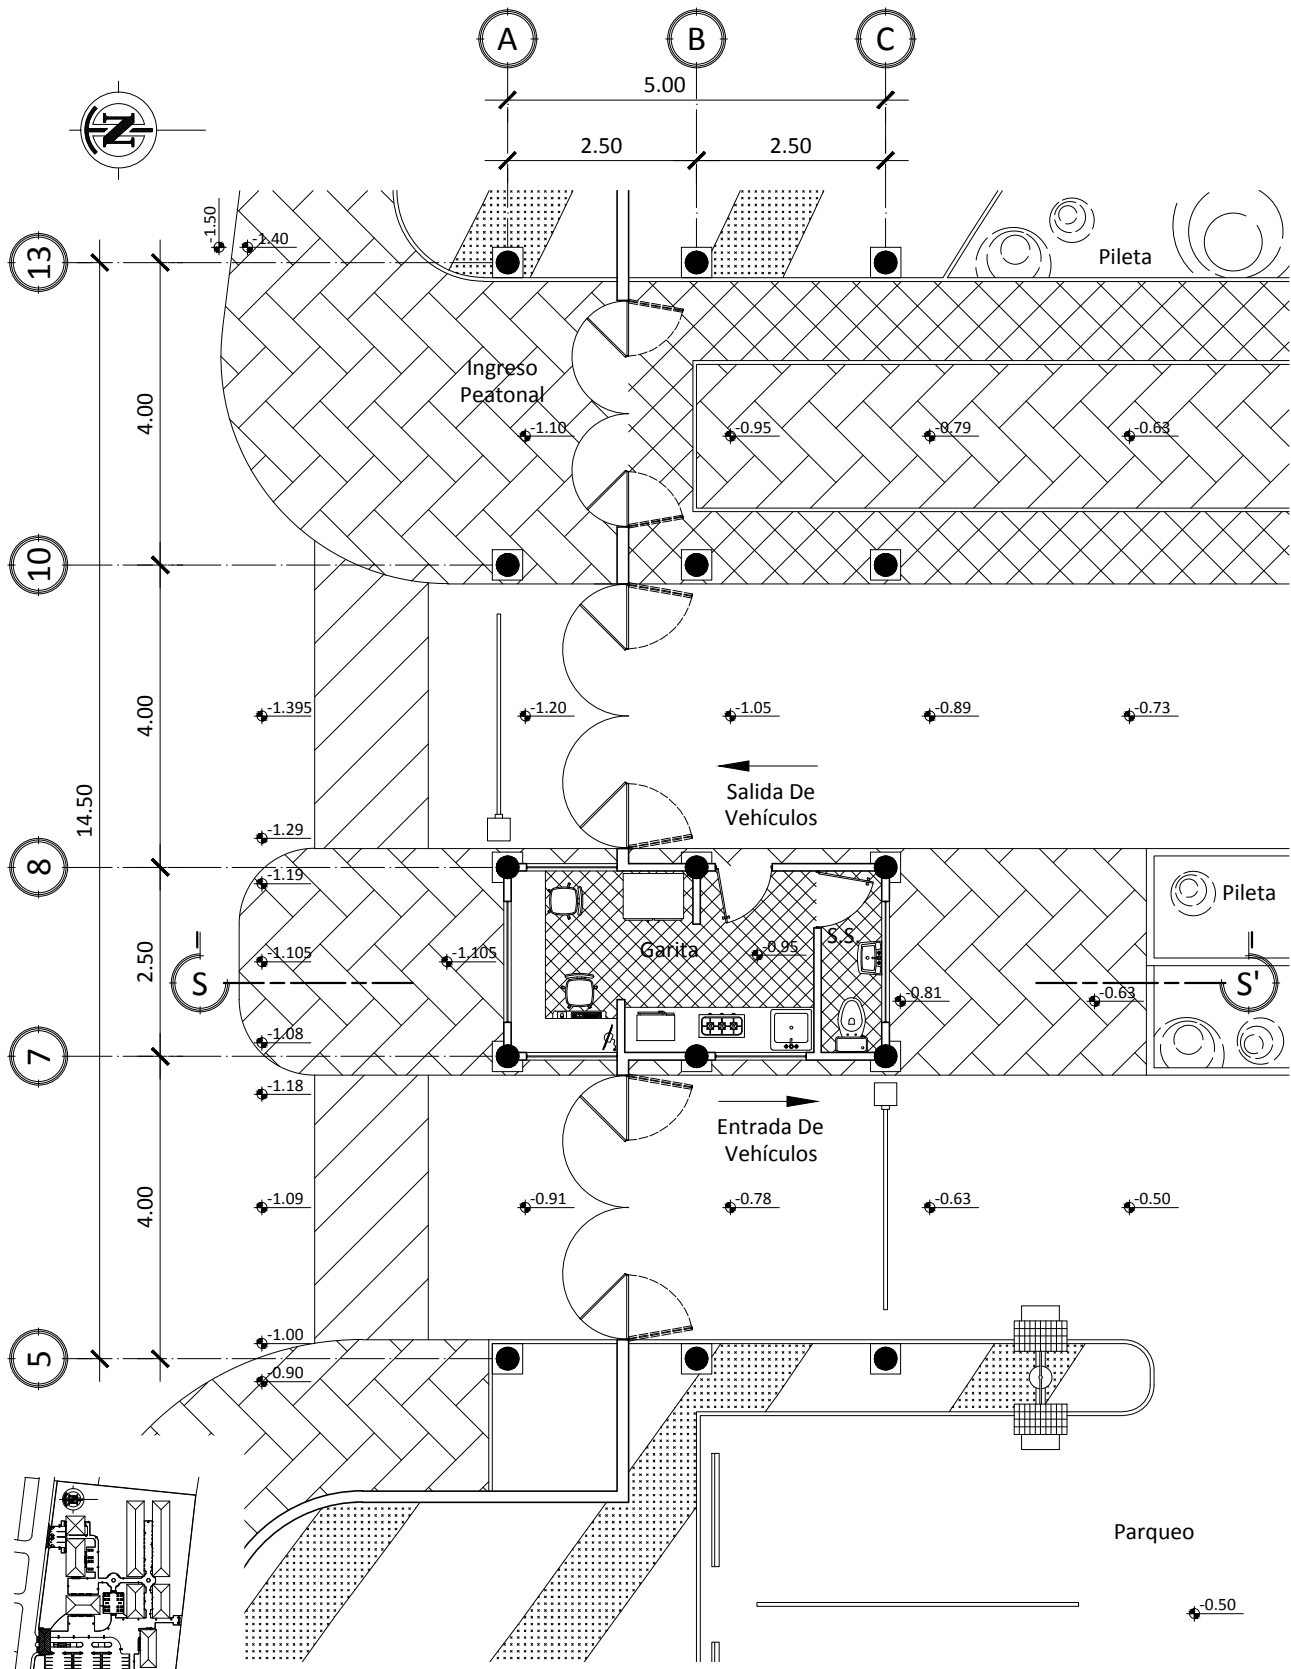 A
B
C
5.00
2.50
2.50
N
-1.50
-1.40
13
Pileta
4.00
Ingreso
Peatonal
-1.10
-0.95
-0.79
-0.63
10
4.00
-1.395
-1.20
-1.05
-0.89
-0.73
14.50
Salida De
Vehículos
-1.29
8
-1.19
Pileta
S.S.
Garita
-0.95
2.50
-1.105
-1.105
S
S'
-0.81
-0.63
-1.08
7
-1.18
Entrada De
Vehículos
4.00
-1.09
-0.91
-0.78
-0.63
-0.50
-1.00
5
-0.90
N
Parqueo
-0.50